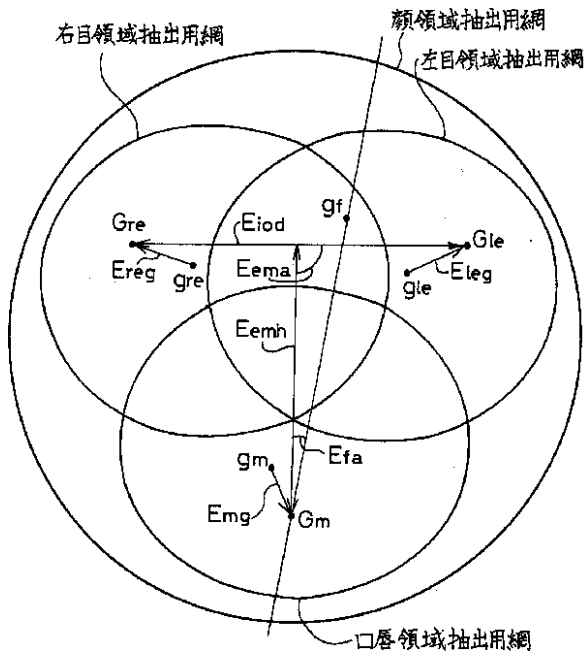 右目領域抽出用網
顔領域抽出用網
左目領域抽出用網
gf
Gre
Eiod
Gle
Ereg
gre
Eema
gle
Eleg
Eemh
gm
Efa
Emg
Gm
口唇領域抽出用網